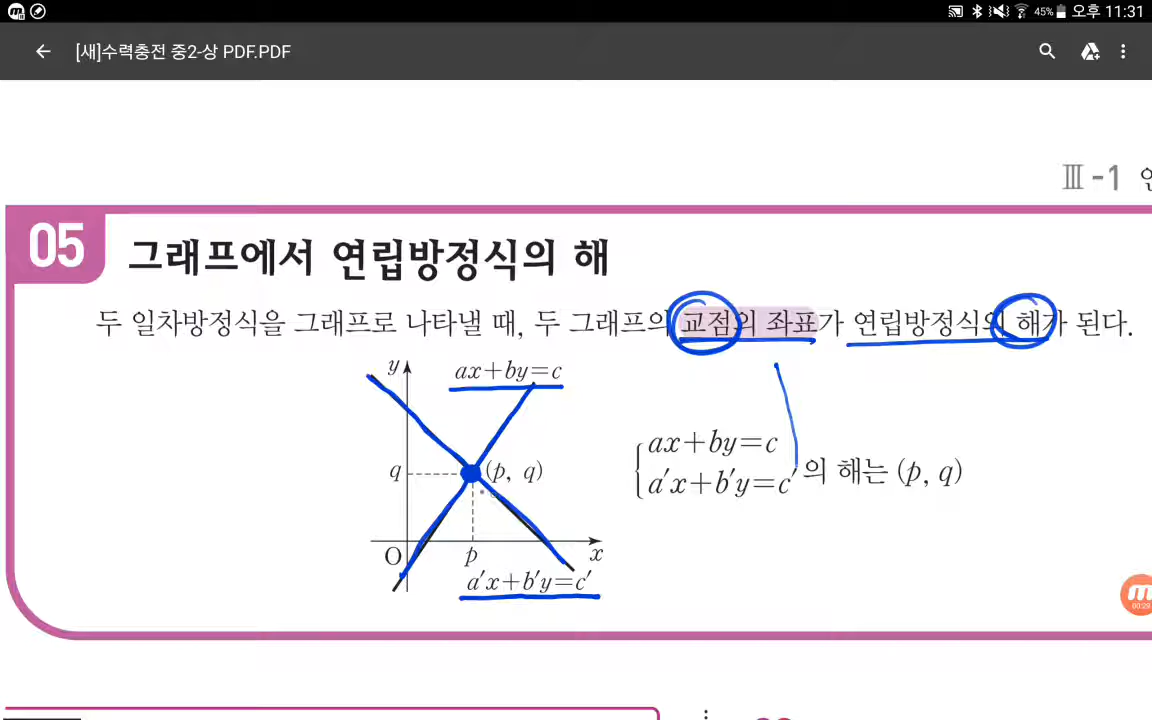 45% 오후 11:31
[새]수력충전 중2-상 PDF.PDF
Ⅲ-1
05 그래프에서 연립방정식의 해
두 일차방정식을 그래프로 나타낼 때, 두 그래프의 교점의 좌표가 연립방정식의 해가 된다.
y
ax+by=c
q
(p, q)
O
p
x
a′x+b′y=c′
ax+by=c
a′x+b′y=c′
의 해는 (p, q)